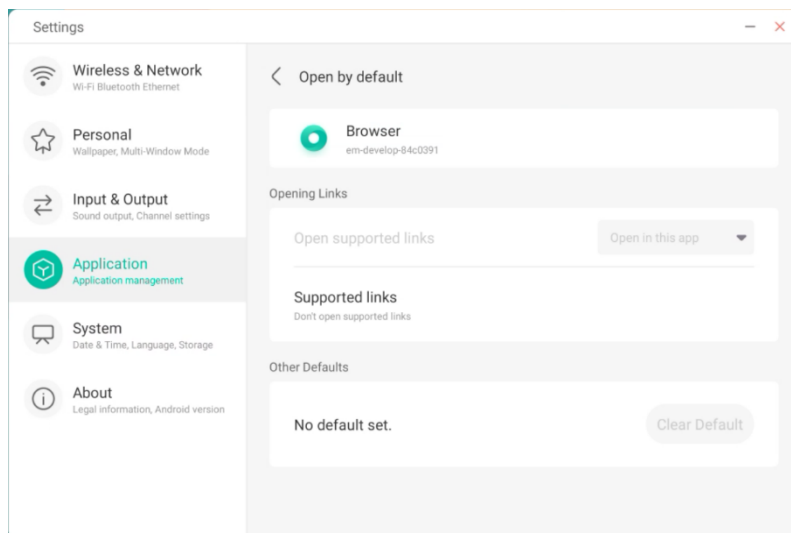 Settings
Wireless & Network
Wi-Fi Bluetooth Ethernet
Personal
Wallpaper, Multi-Window Mode
Input & Output
Sound output, Channel settings
Application
Application management
System
Date & Time, Language, Storage
About
Legal information, Android version
Open by default
Browser
em-develop-84c0391
Opening Links
Open supported links
Open in this app
Supported links
Don't open supported links
Other Defaults
No default set.
Clear Default